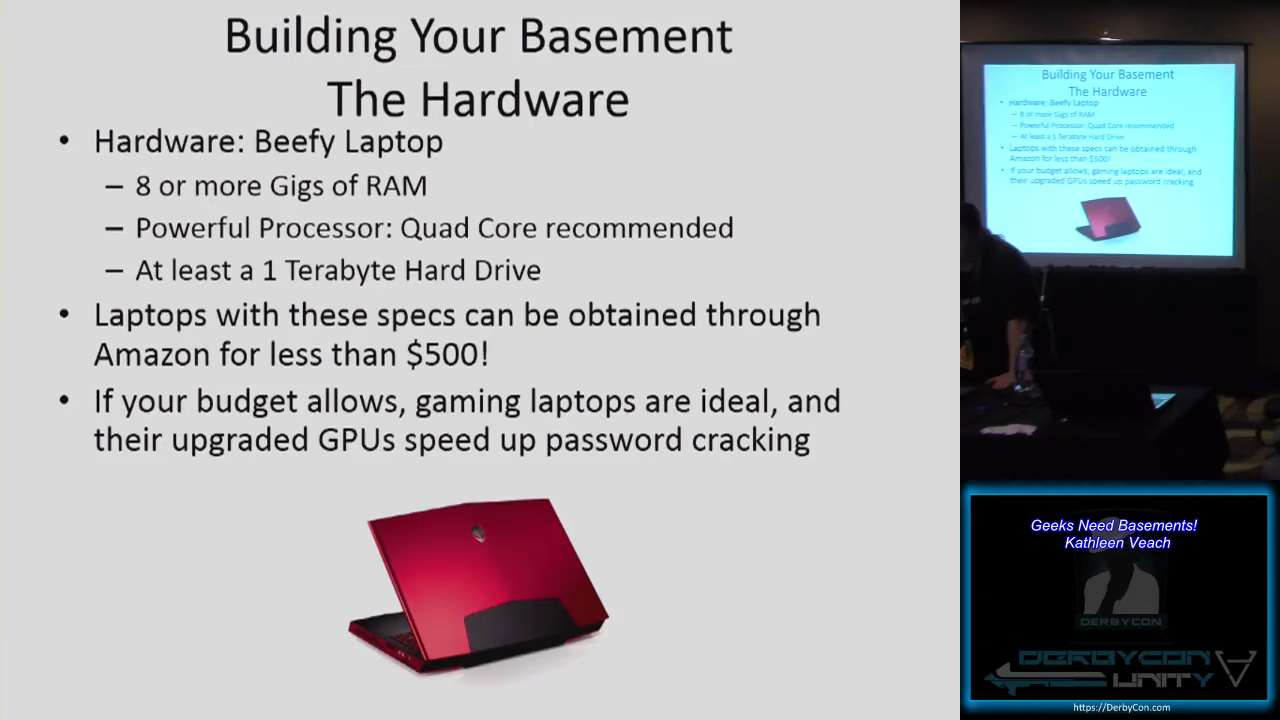 Building Your Basement
The Hardware
• Hardware: Beefy Laptop
– 8 or more Gigs of RAM
– Powerful Processor: Quad Core recommended
– At least a 1 Terabyte Hard Drive
• Laptops with these specs can be obtained through
Amazon for less than $500!
• If your budget allows, gaming laptops are ideal, and
their upgraded GPUs speed up password cracking
Building Your Basement
The Hardware
• Hardware: Beefy Laptop
– 8 or more Gigs of RAM
– Powerful Processor: Quad Core recommended
– At least a 1 Terabyte Hard Drive
• Laptops with these specs can be obtained through
Amazon for less than $500!
• If your budget allows, gaming laptops are ideal, and
their upgraded GPUs speed up password cracking
Geeks Need Basements!
Kathleen Veach
DERBYCON
DERBYCON
UNITY
https://DerbyCon.com